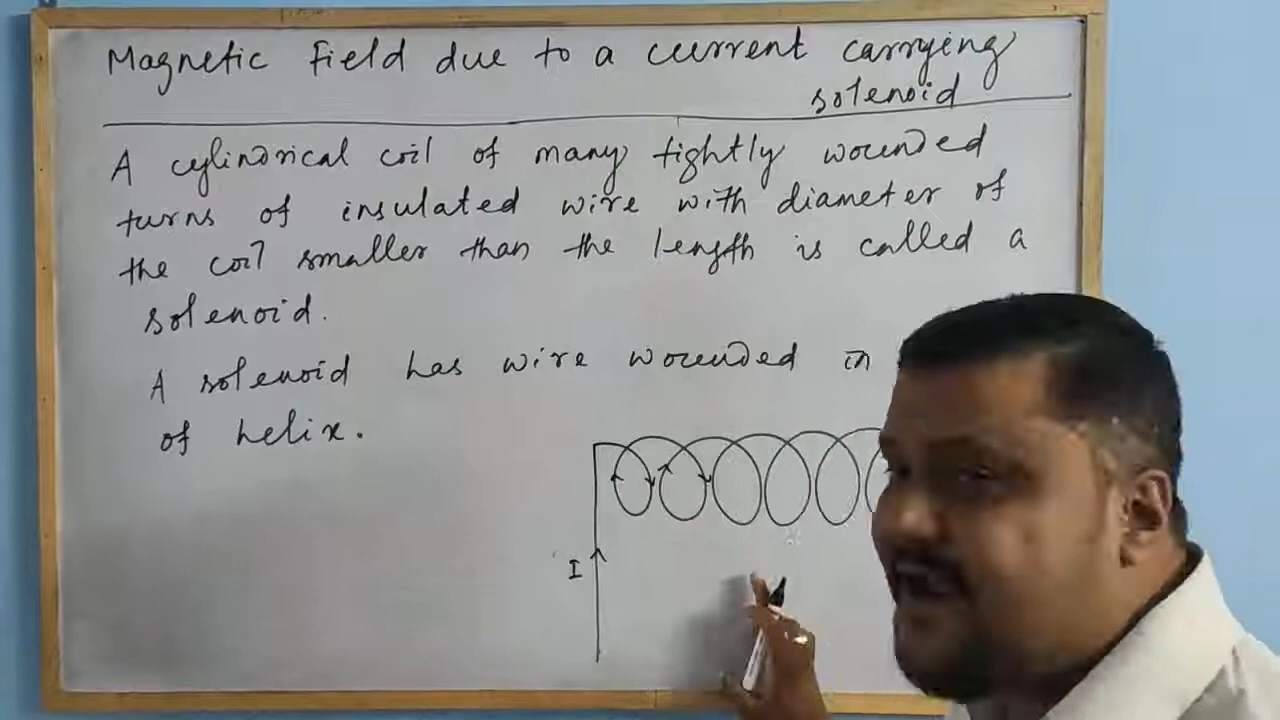 Magnetic Field due to a current carrying
solenoid
A cylindrical coil of many tightly wounded
turns of insulated wire with diameter of
the coil smaller than the length is called a
solenoid.
A solenoid has wire wounded in
of helix.
I